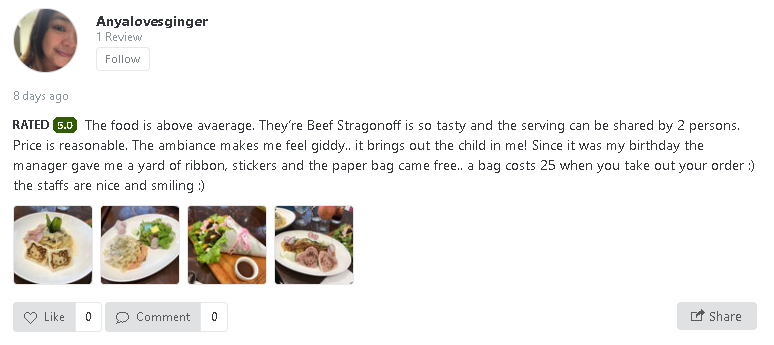 Anyalovesginger
1 Review
Follow
8 days ago
RATED 5.0 The food is above avaerage. They're Beef Stragonoff is so tasty and the serving can be shared by 2 persons.
Price is reasonable. The ambiance makes me feel giddy.. it brings out the child in me! Since it was my birthday the
manager gave me a yard of ribbon, stickers and the paper bag came free.. a bag costs 25 when you take out your order :)
the staffs are nice and smiling :)
Like 0 Comment 0 Share